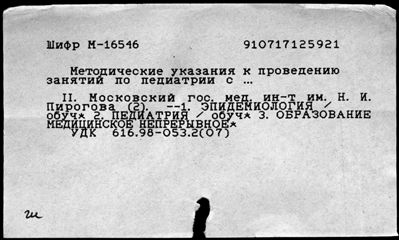 Шифр М-16546 910717125921
Методические указания к проведению
занятий по педиатрии с ...
II. Московский гос. мед. ин-т им. Н. И.
Пирогова (2). --1. ЭПИДЕМИОЛОГИЯ /
обуч* 2. ПЕДИАТРИЯ / обуч* 3. ОБРАЗОВАНИЕ
МЕДИЦИНСКОЕ НЕПРЕРЫВНОЕ*
УДК 616.98-053.2(07)